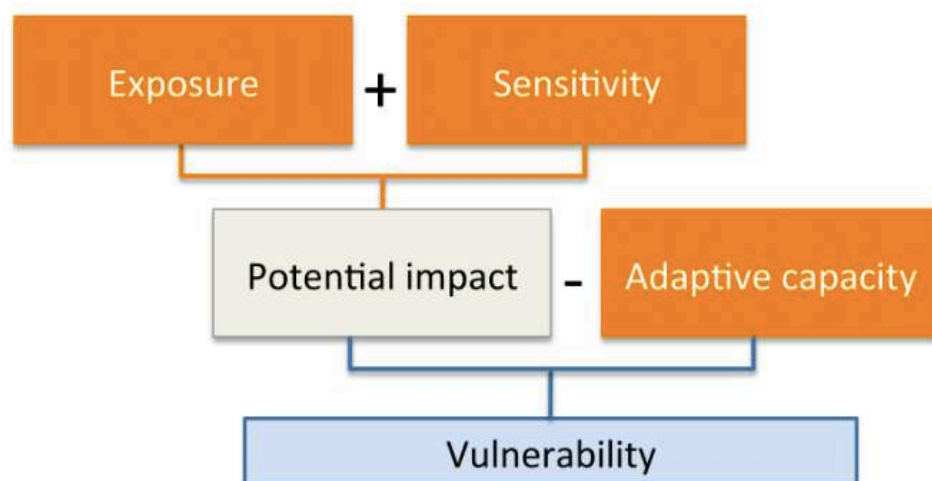 Exposure + Sensitivity
Potential impact - Adaptive capacity
Vulnerability